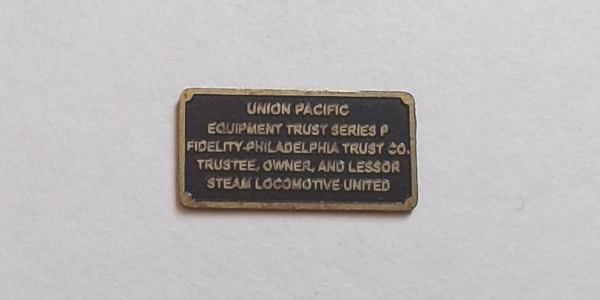 UNION PACIFIC
EQUIPMENT TRUST SERIES P
FIDELITY-PHILADELPHIA TRUST CO.
TRUSTEE, OWNER, AND LESSOR
STEAM LOCOMOTIVE UNITED